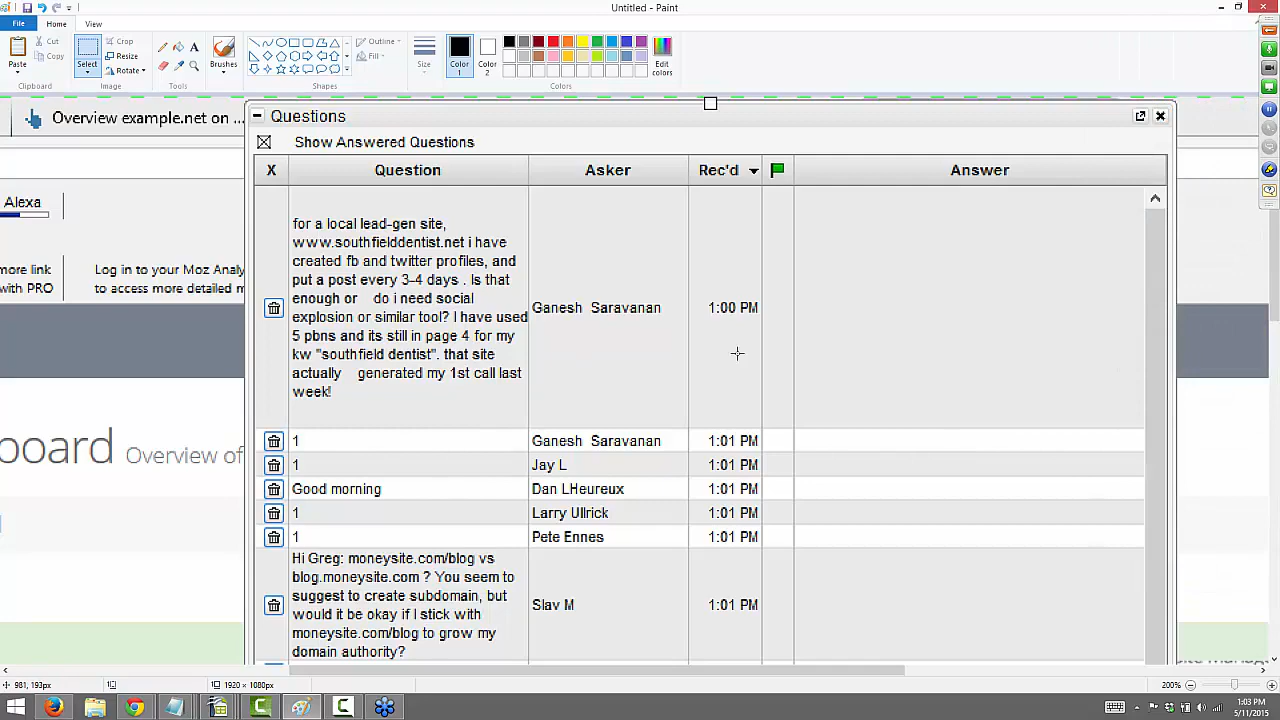 Untitled - Paint
File
Home
View
Paste
Cut
Copy
Clipboard
Select
Crop
Resize
Rotate
Image
Tools
Brushes
Shapes
Outline
Fill
Size
Color 1
Color 2
Colors
Edit colors
Overview example.net on ...
Questions
Show Answered Questions
X
Question
Asker
Rec'd
Answer
Alexa
more link
with PRO
Log in to your Moz Analy
to access more detailed m
board Overview of
for a local lead-gen site,
www.southfielddentist.net i have
created fb and twitter profiles, and
put a post every 3-4 days . Is that
enough or    do i need social
explosion or similar tool? I have used
5 pbns and its still in page 4 for my
kw "southfield dentist". that site
actually    generated my 1st call last
week!
Ganesh  Saravanan
1:00 PM
1
Ganesh  Saravanan
1:01 PM
1
Jay L
1:01 PM
Good morning
Dan LHeureux
1:01 PM
1
Larry Ullrick
1:01 PM
1
Pete Ennes
1:01 PM
Hi Greg: moneysite.com/blog vs
blog.moneysite.com ? You seem to
suggest to create subdomain, but
would it be okay if I stick with
moneysite.com/blog to grow my
domain authority?
Slav M
1:01 PM
981, 193px
1920 × 1080px
200%
1:03 PM
5/11/2015